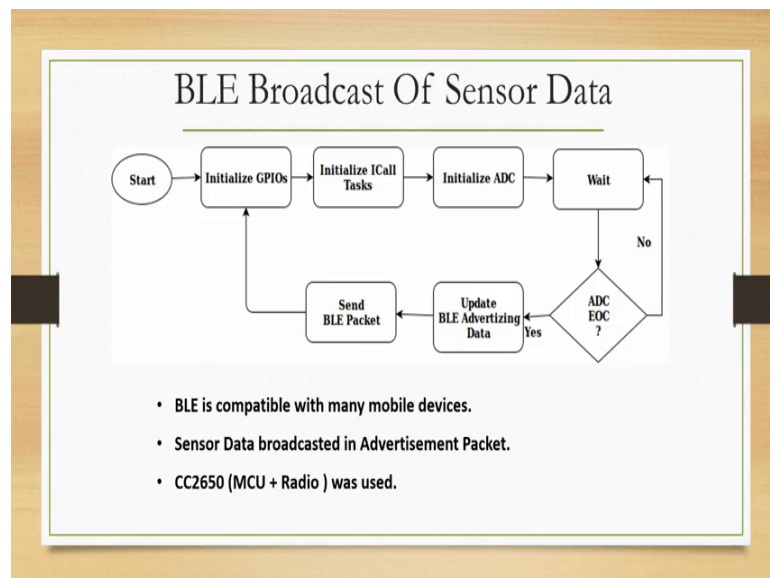 BLE Broadcast Of Sensor Data
Start
Initialize GPIOs
Initialize ICall
Tasks
Initialize ADC
Wait
No
ADC
EOC
?
Yes
Update
BLE Advertizing
Data
Send
BLE Packet
• BLE is compatible with many mobile devices.
• Sensor Data broadcasted in Advertisement Packet.
• CC2650 (MCU + Radio ) was used.